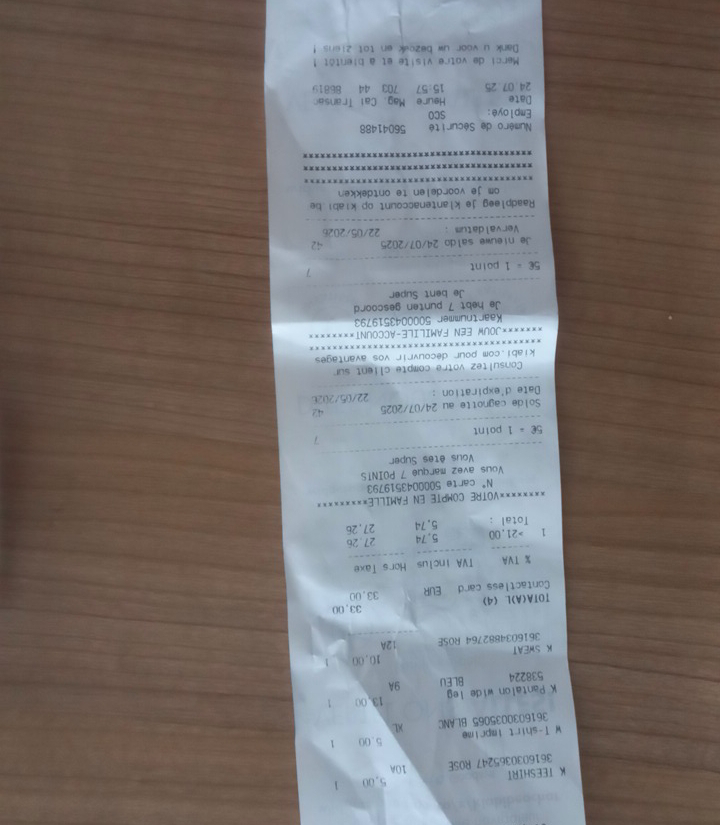 K TEESHIRT 5,00 1
3616030365247 ROSE 10A
W T-shirt imprime 5,00 1
3616030035065 BLANC XL
K Pantalon wide leg 13,00 1
538224 BLEU 9A
K SWEAT 10,00 1
3616034882764 ROSE 12A
TOTA(A)L (4) 33,00
Contactless card EUR 33,00
% TVA TVA Inclus Hors Taxe
1 >21,00 5,74 27,26
Total : 5,74 27,26
********VOTRE COMPTE EN FAMILLE********
N° carte 5000043519793
Vous avez marqué 7 POINTS
Vous êtes Super
5€ = 1 point 7
Solde cagnotte au 24/07/2025 42
Date d'expiration : 22/05/2026
Consultez votre compte client sur
kiabi.com pour découvrir vos avantages
*******JOUW EEN FAMILILE-ACCOUNT*******
Kaartnummer 5000043519793
Je hebt 7 punten gescoord
Je bent Super
5€ = 1 point 7
Je nieuw saldo 24/07/2025 42
Vervaldatum : 22/05/2026
Raadpleeg je klantenaccount op kiabi.be
om je voordelen te ontdekken
Numéro de Sécurité 56041488
Employé: SCO
Date Heure Mag. Cai Transac
24.07.25 15:57 703 44 86819
Merci de votre visite et à bientôt !
Dank u voor uw bezoek en tot ziens !